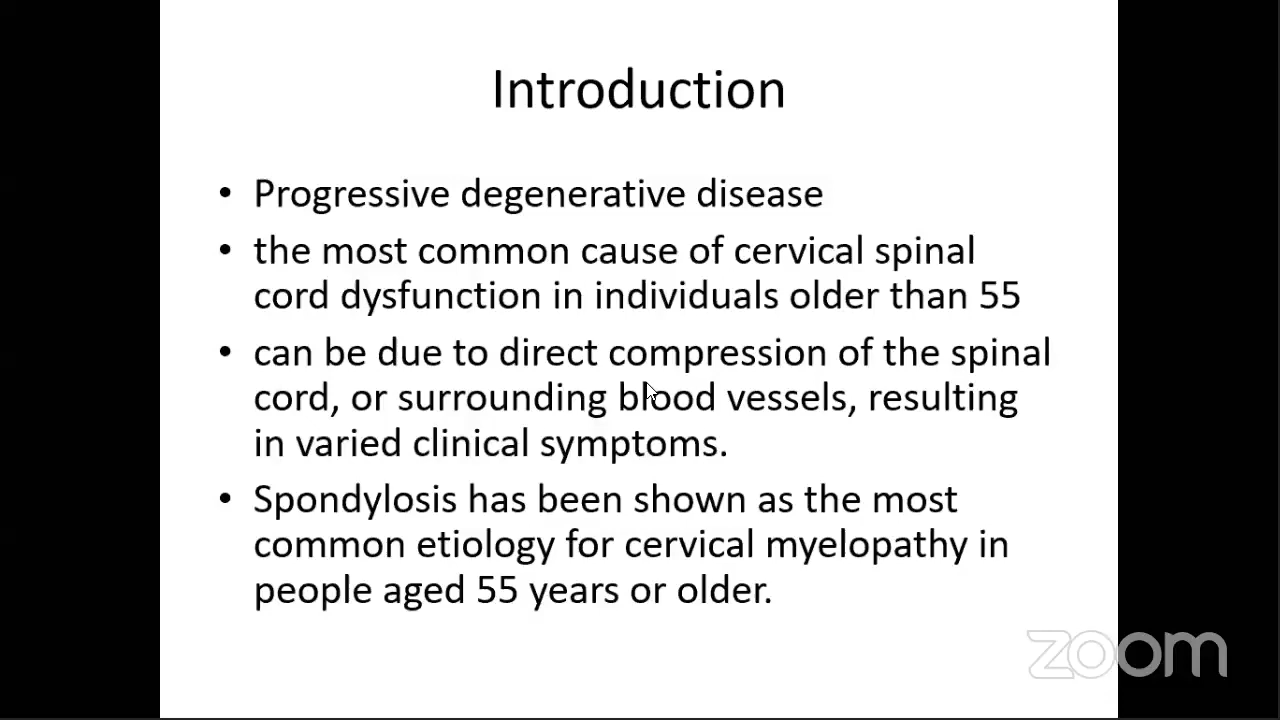 Introduction
• Progressive degenerative disease
• the most common cause of cervical spinal
cord dysfunction in individuals older than 55
• can be due to direct compression of the spinal
cord, or surrounding blood vessels, resulting
in varied clinical symptoms.
• Spondylosis has been shown as the most
common etiology for cervical myelopathy in
people aged 55 years or older.
zoom